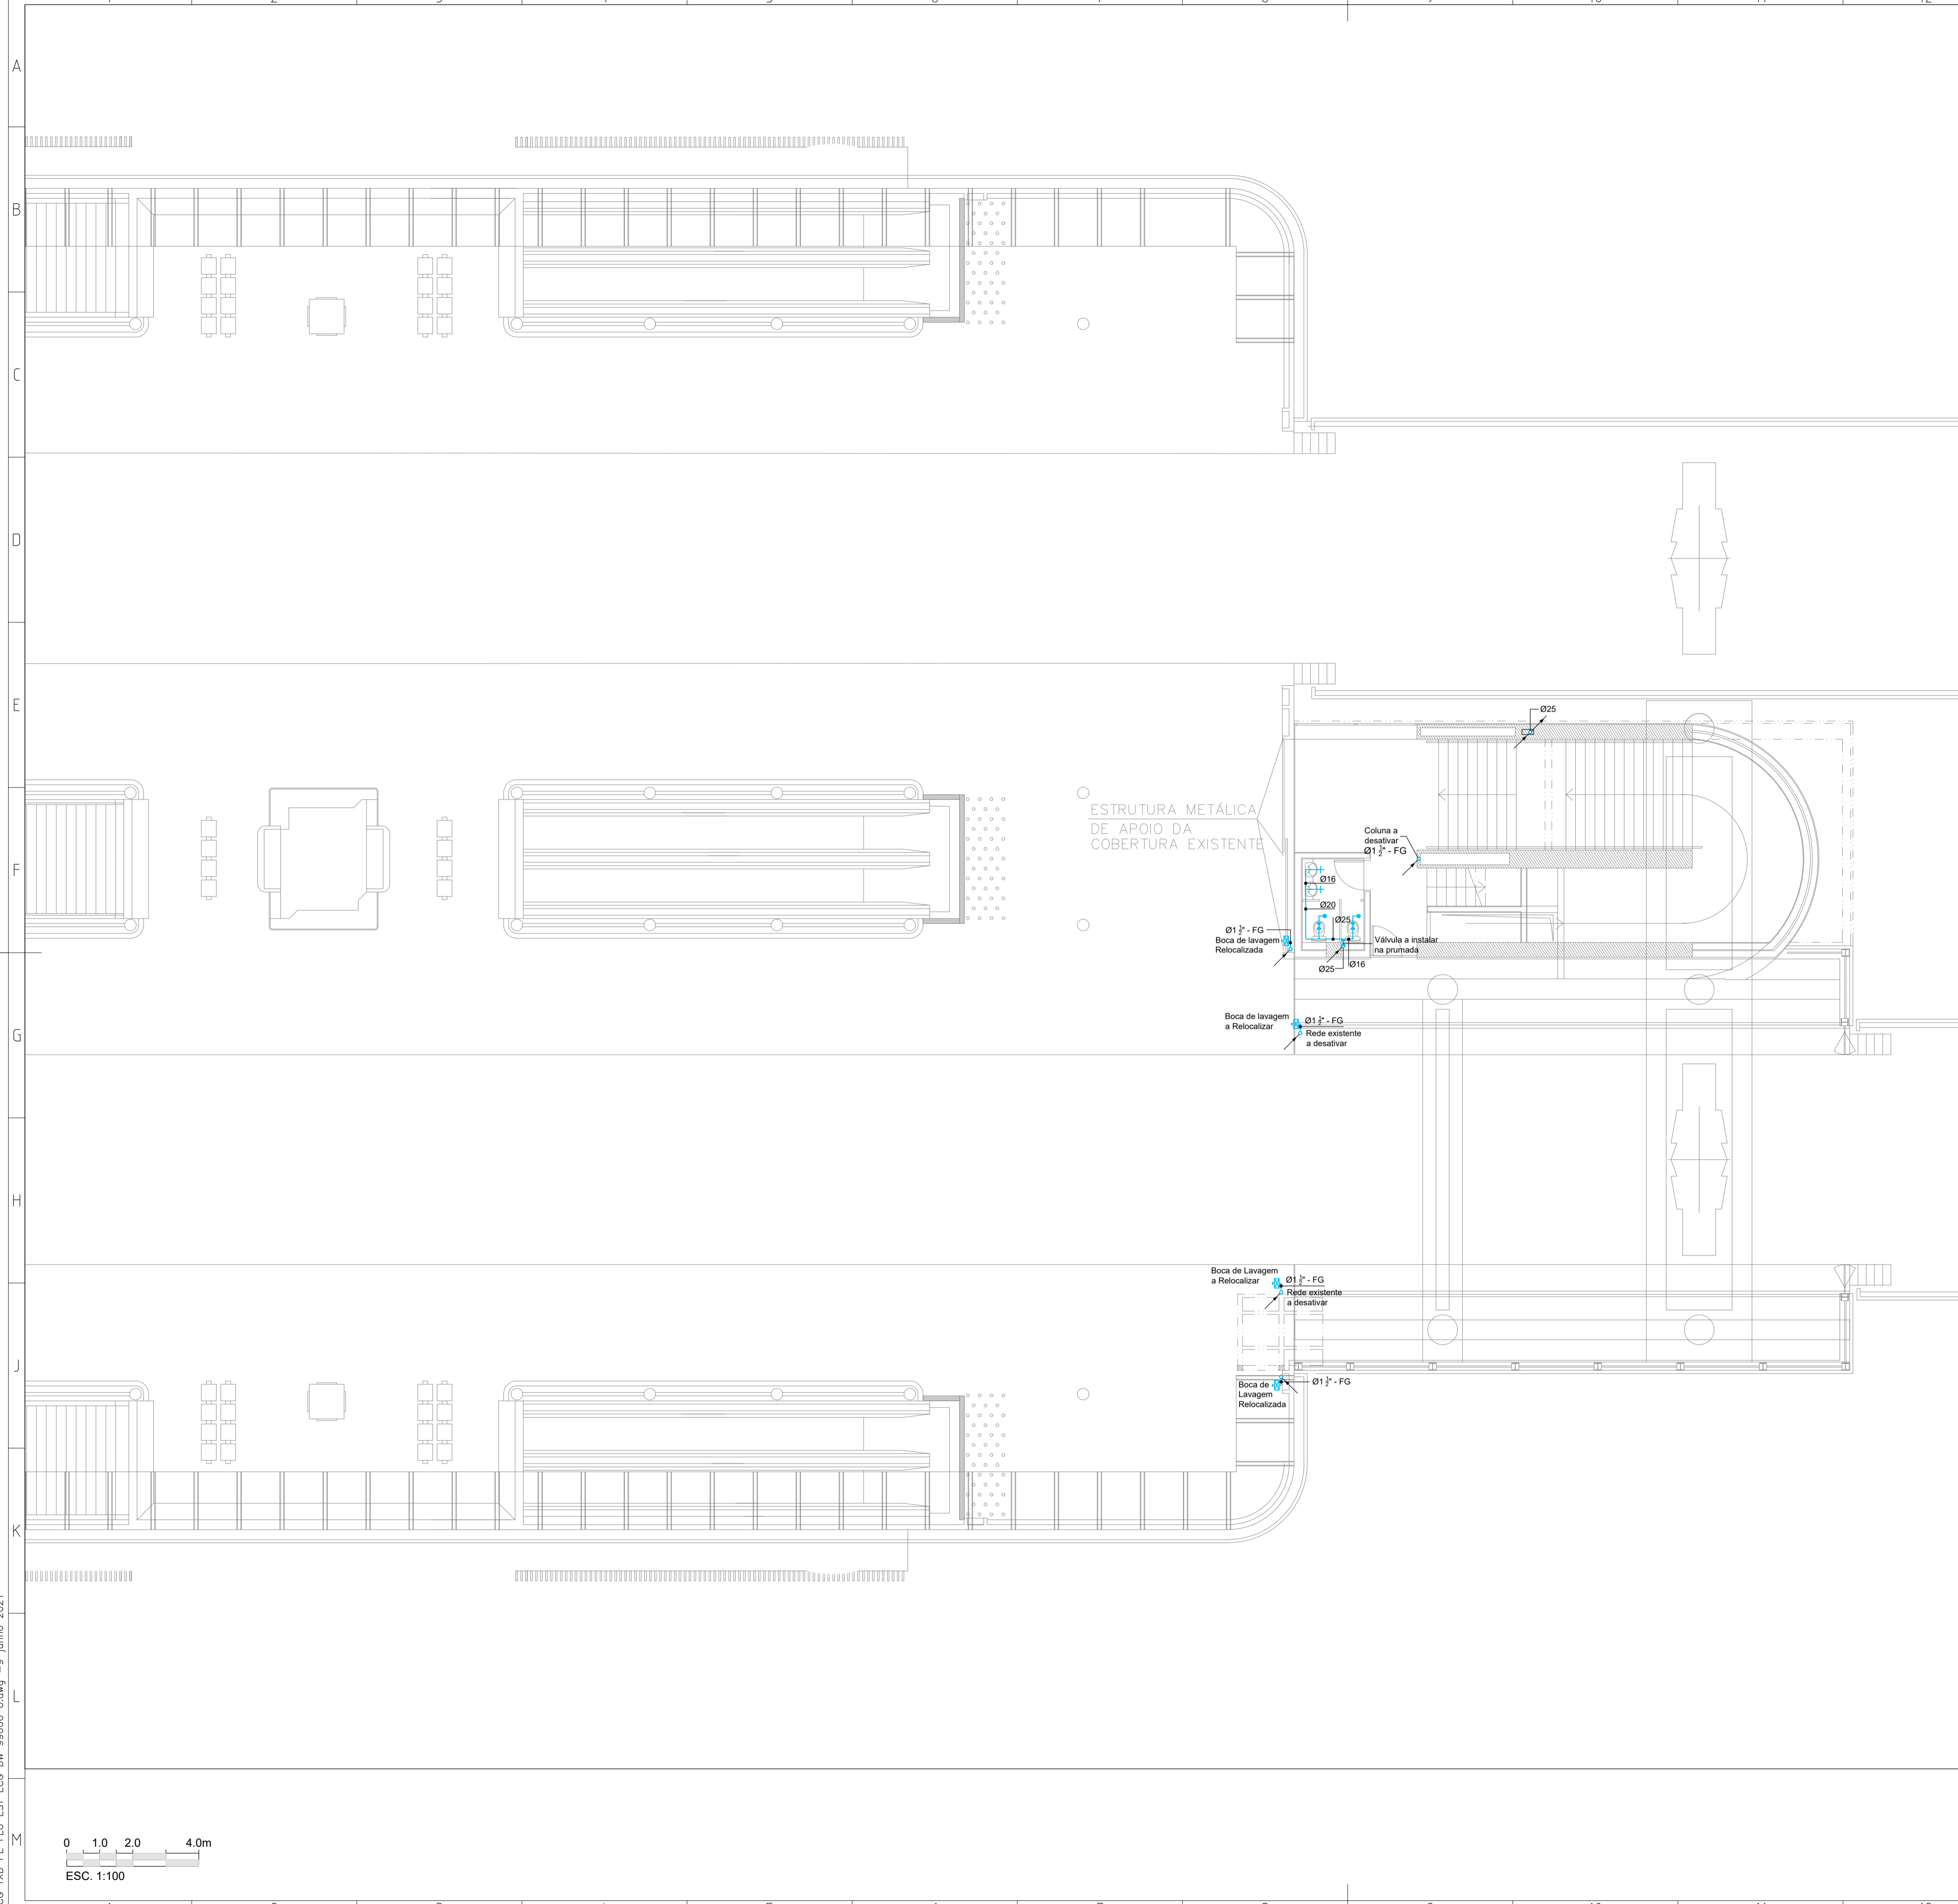 A
B
C
D
E
Ø25
ESTRUTURA METÁLICA
DE APOIO DA
COBERTURA EXISTENTE
Coluna a
desativar
Ø1 1/2" - FG
F
Ø16
Ø20
Ø25
Ø1 1/2" - FG
Boca de lavagem
Relocalizada
Válvula a instalar
na prumada
Ø25
Ø16
Boca de lavagem
a Relocalizar
Ø1 1/2" - FG
Rede existente
a desativar
G
H
Boca de Lavagem
a Relocalizar
Ø1 1/2" - FG
Rede existente
a desativar
J
Boca de
Lavagem
Relocalizada
Ø1 1/2" - FG
K
L
M
0 1.0 2.0 4.0m
ESC. 1:100